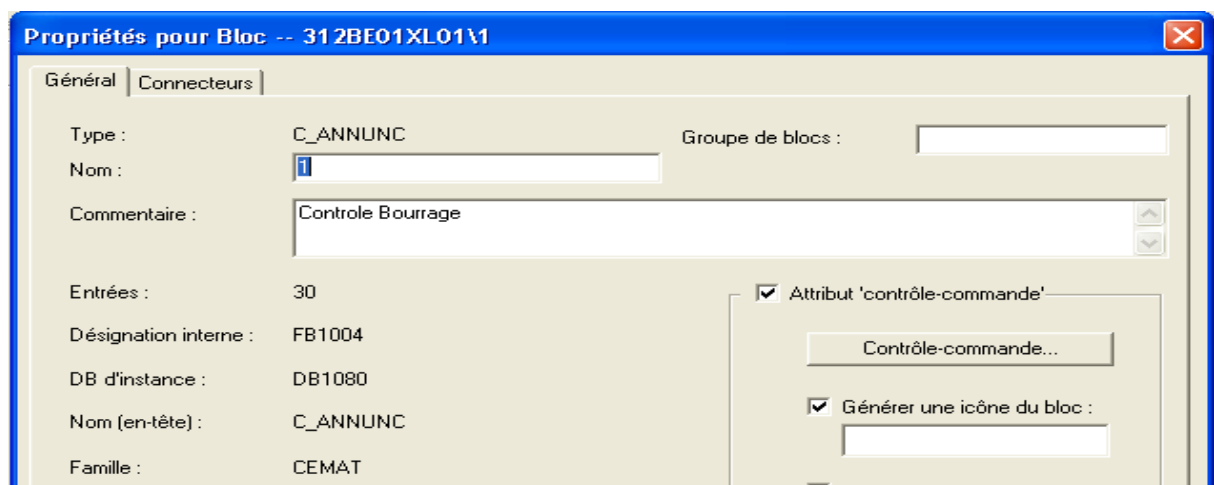 Propriétés pour Bloc -- 312BE01XL01\1
Général Connecteurs
Type : C_ANNUNC Groupe de blocs :
Nom : 1
Commentaire : Controle Bourrage
Entrées : 30 Attribut 'contrôle-commande'
Désignation interne : FB1004 Contrôle-commande...
DB d'instance : DB1080
Nom (en-tête) : C_ANNUNC Générer une icône du bloc :
Famille : CEMAT